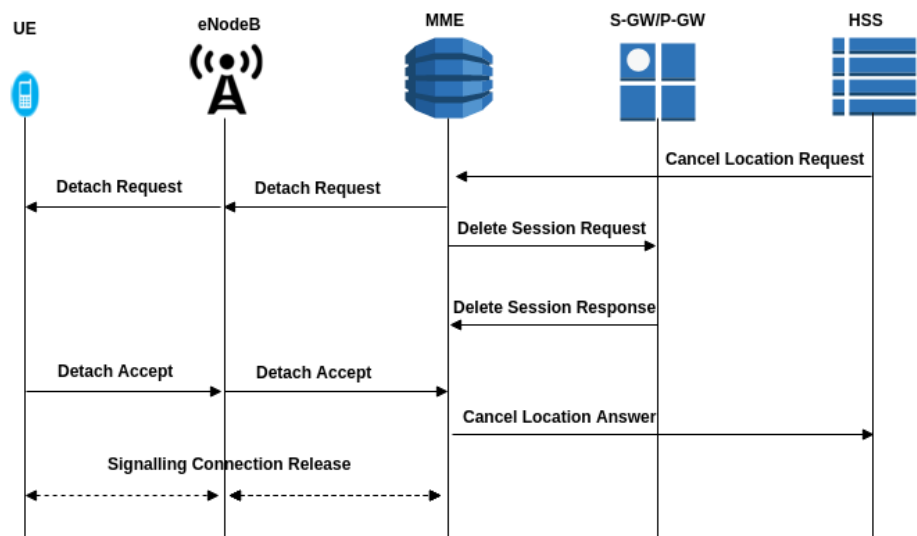 UE
eNodeB
MME
S-GW/P-GW
HSS
Cancel Location Request
Detach Request
Detach Request
Delete Session Request
Delete Session Response
Detach Accept
Detach Accept
Cancel Location Answer
Signalling Connection Release